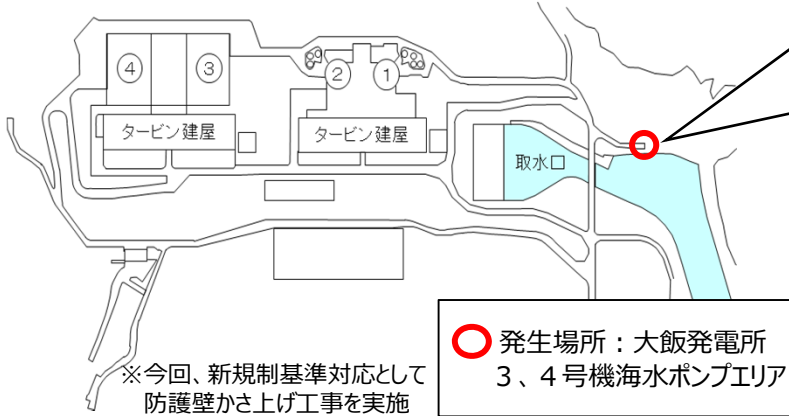 ④ ③ ② ①
タービン建屋 タービン建屋
取水口
発生場所：大飯発電所
３、４号機海水ポンプエリア
※今回、新規制基準対応として
防護壁かさ上げ工事を実施